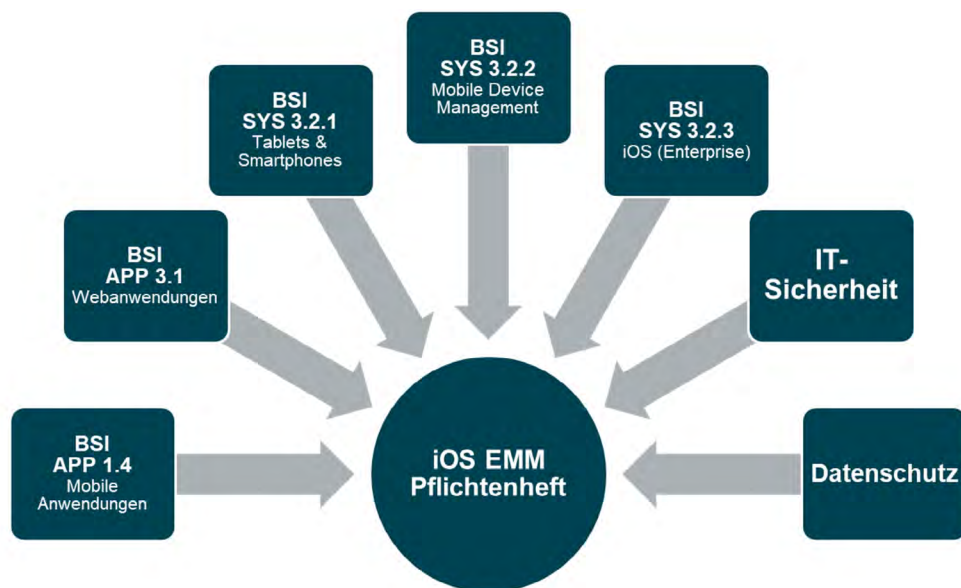 BSI
APP 1.4
Mobile
Anwendungen
BSI
APP 3.1
Webanwendungen
BSI
SYS 3.2.1
Tablets &
Smartphones
BSI
SYS 3.2.2
Mobile Device
Management
BSI
SYS 3.2.3
iOS (Enterprise)
IT-
Sicherheit
Datenschutz
iOS EMM
Pflichtenheft